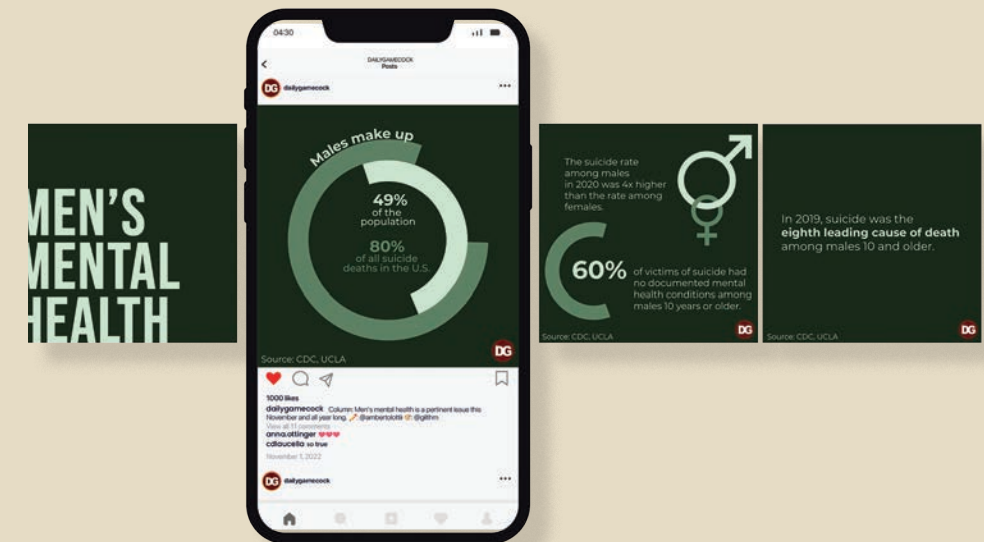 MEN'S
MENTAL
HEALTH
04:30
DAILYGAMECOCK
Posts
DG dailygamecock
Males make up
49%
of the
population
80%
of all suicide
deaths in the U.S.
Source: CDC, UCLA
DG
1000 likes
dailygamecock Column: Men's mental health is a pertinent issue this
November and all year long. @ambertolotik @gilthm
View all 11 comments
anna.ottinger
cdlaucella so true
November 1, 2022
DG dailygamecock
The suicide rate
among males
in 2020 was 4x higher
than the rate among
females.
60% of victims of suicide had
no documented mental
health conditions among
males 10 years or older.
Source: CDC, UCLA
DG
In 2019, suicide was the
eighth leading cause of death
among males 10 and older.
Source: CDC, UCLA
DG